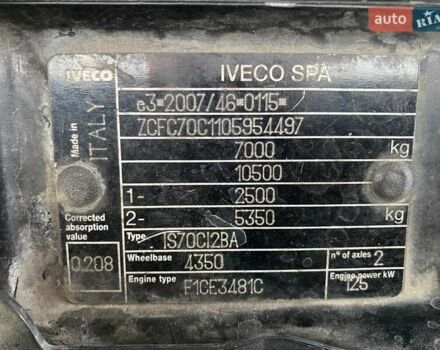 auto RIA
IVECO
IVECO SPA
Made in ITALY
e3*2007/46*0115*
ZCFC70C1105954497
7000 kg
10500
1- 2500
2- 5350 kg
Corrected absorption value
0.208
Type IS70CI2BA
Wheelbase 4350
n° of axles 2
Engine type F1CE3481C
Engine power kW 125